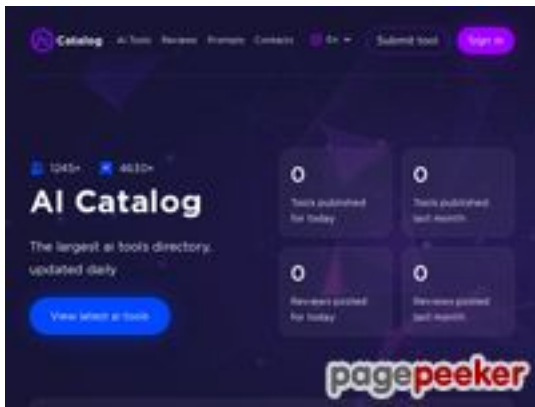 Catalog
Ai Tools Reviews Prompts Contacts En Submit tool Sign in
1245+ 4630+
AI Catalog
The largest ai tools directory,
updated daily
View latest ai tools
0
Tools published
for today
0
Tools published
last month
0
Reviews posted
for today
0
Reviews posted
last month
pagepeeker